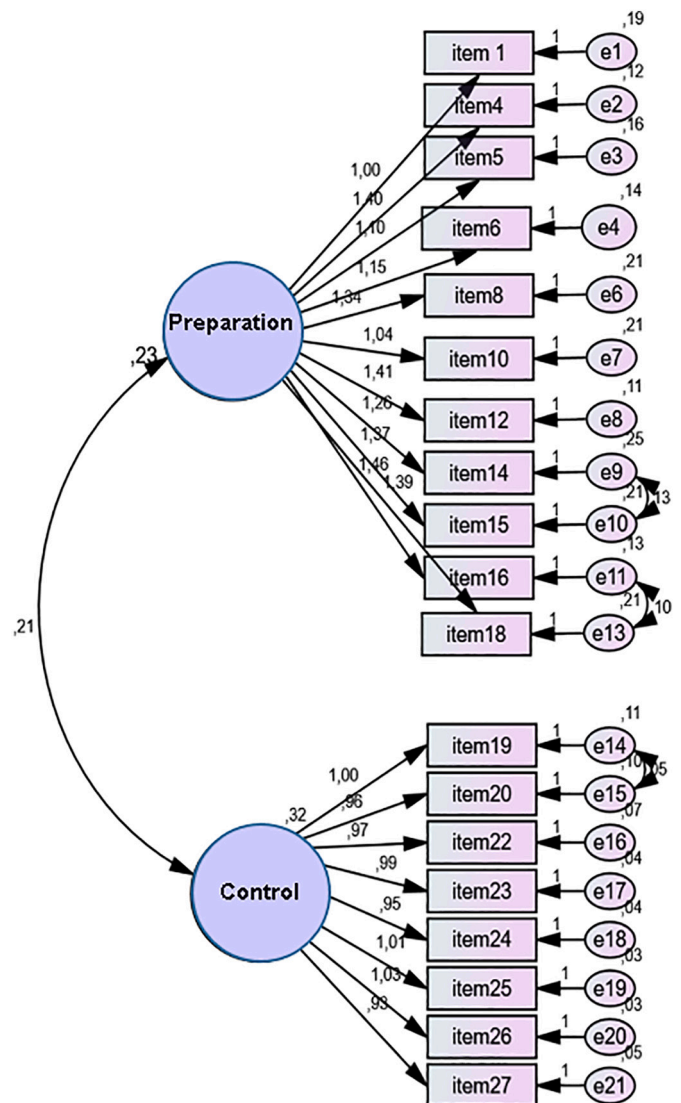 ,19
item 1 1 e1
,12
item4 1 e2
,16
item5 1 e3
1,00
,14
1,40
item6 1 e4
1,10
1,15
,21
1,34
item8 1 e6
Preparation
,21
1,04
,23
item10 1 e7
1,41
,11
1,26
item12 1 e8
1,37
,25
item14 1 e9
1,46
1,39
,21
,13
item15 1 e10
,13
item16 1 e11
,21
,10
item18 1 e13
,21
,11
item19 1 e14
1,00
,10
,05
item20 1 e15
,96
,32
,07
,97
item22 1 e16
,04
,99
item23 1 e17
Control
,95
,04
item24 1 e18
1,01
,03
item25 1 e19
1,03
,03
,93
item26 1 e20
,05
item27 1 e21